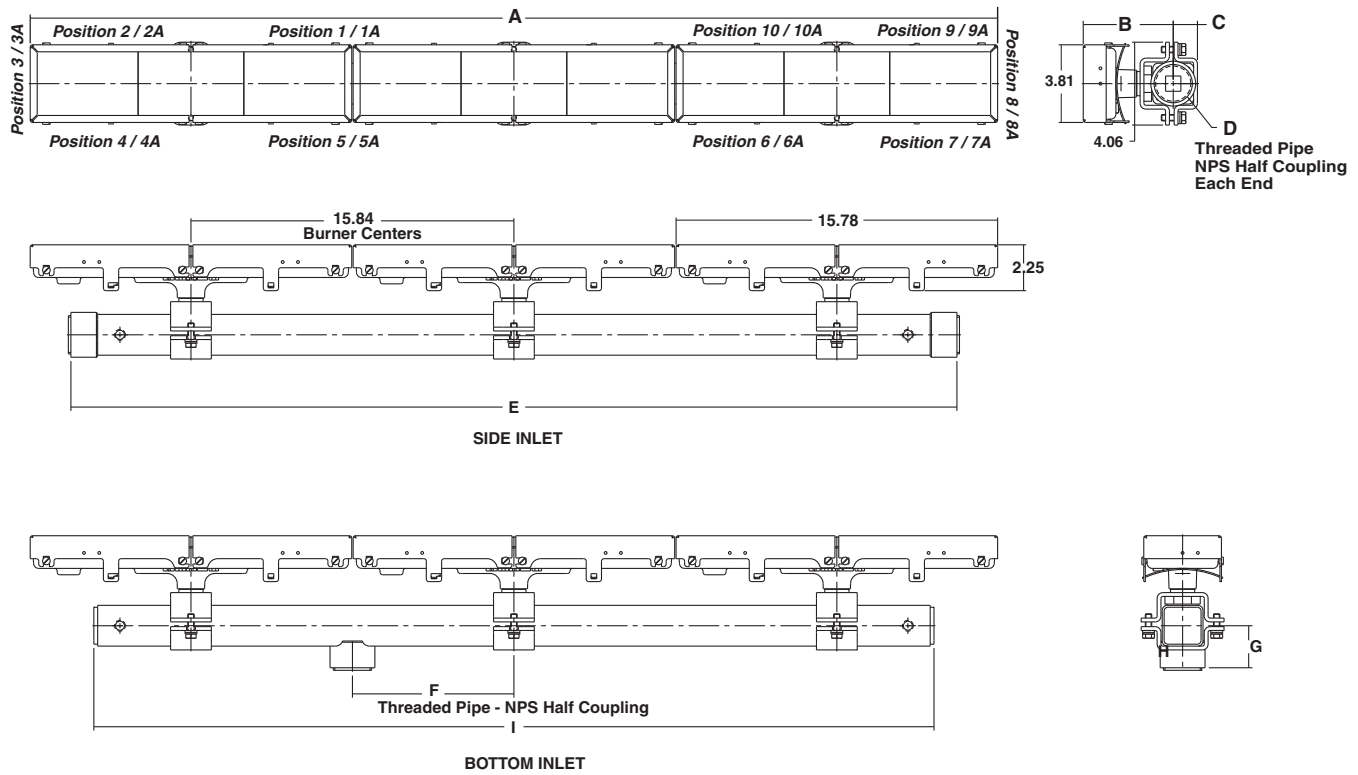 A
Position 2 / 2A
Position 1 / 1A
Position 10 / 10A
Position 9 / 9A
Position 3 / 3A
Position 8 / 8A
Position 4 / 4A
Position 5 / 5A
Position 6 / 6A
Position 7 / 7A
B
C
3.81
4.06
D
Threaded Pipe
NPS Half Coupling
Each End
15.84
Burner Centers
15.78
2.25
E
SIDE INLET
F
Threaded Pipe - NPS Half Coupling
I
H
G
BOTTOM INLET